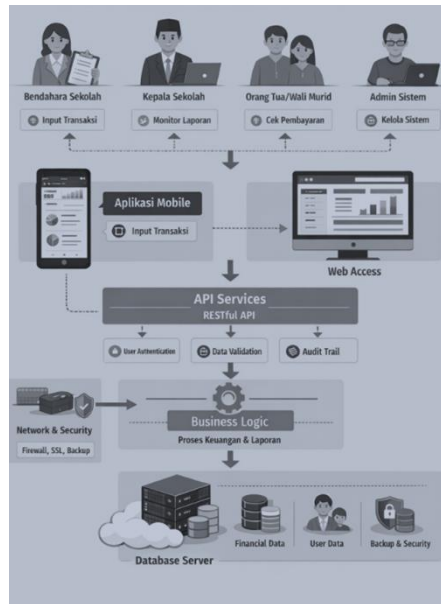 Bendahara Sekolah
Kepala Sekolah
Orang Tua/Wali Murid
Admin Sistem
Input Transaksi
Monitor Laporan
Cek Pembayaran
Kelola Sistem
Aplikasi Mobile
Input Transaksi
Web Access
API Services
RESTful API
User Authentication
Data Validation
Audit Trail
Network & Security
Firewall, SSL, Backup
Business Logic
Proses Keuangan & Laporan
Database Server
Financial Data
User Data
Backup & Security